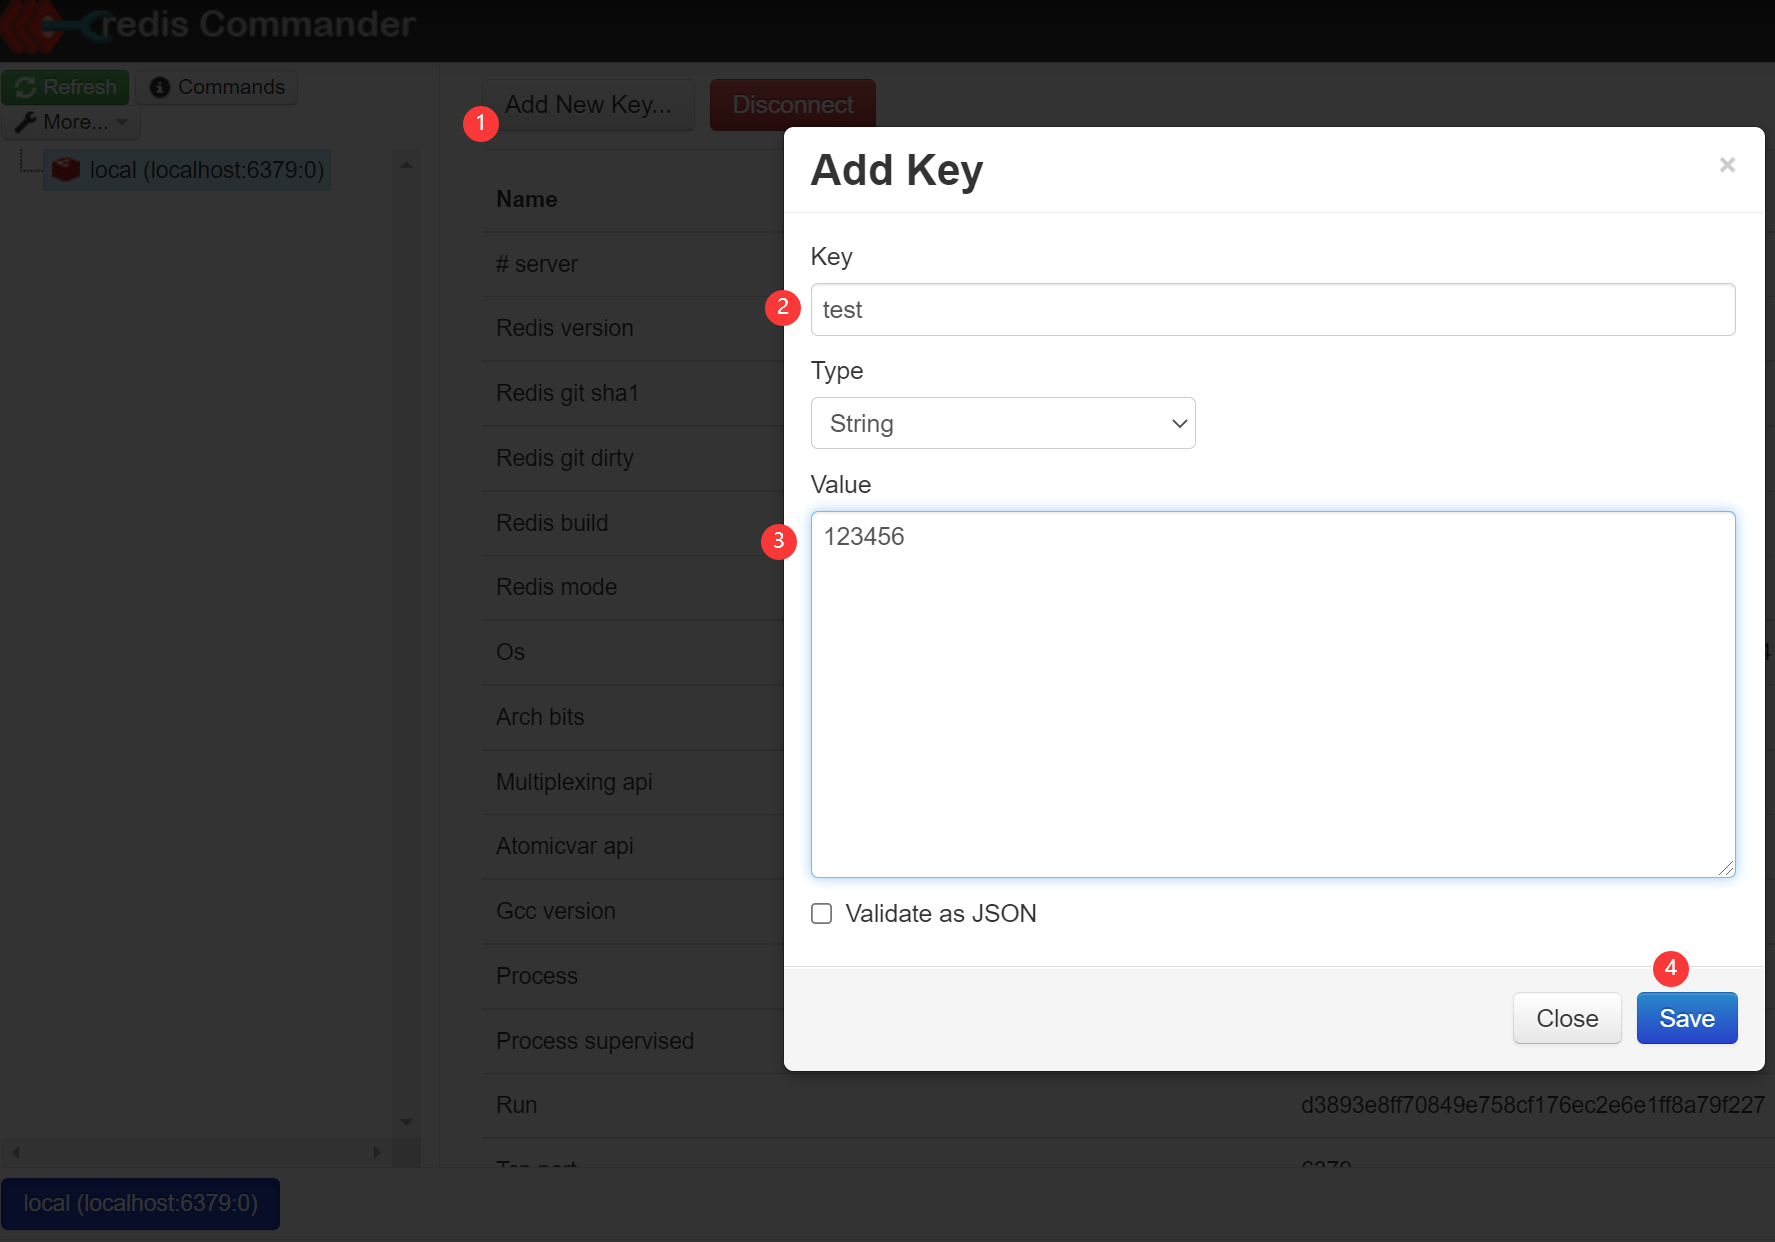 redis Commander
Refresh
Commands
More...
local (localhost:6379:0)
1
Add New Key...
Disconnect
Name
# server
Redis version
Redis git sha1
Redis git dirty
Redis build
Redis mode
Os
Arch bits
Multiplexing api
Atomicvar api
Gcc version
Process
Process supervised
Run
d3893e8ff70849e758cf176ec2e6e1ff8a79f227
Add Key
×
Key
2
test
Type
String
Value
3
123456
Validate as JSON
4
Close
Save
local (localhost:6379:0)